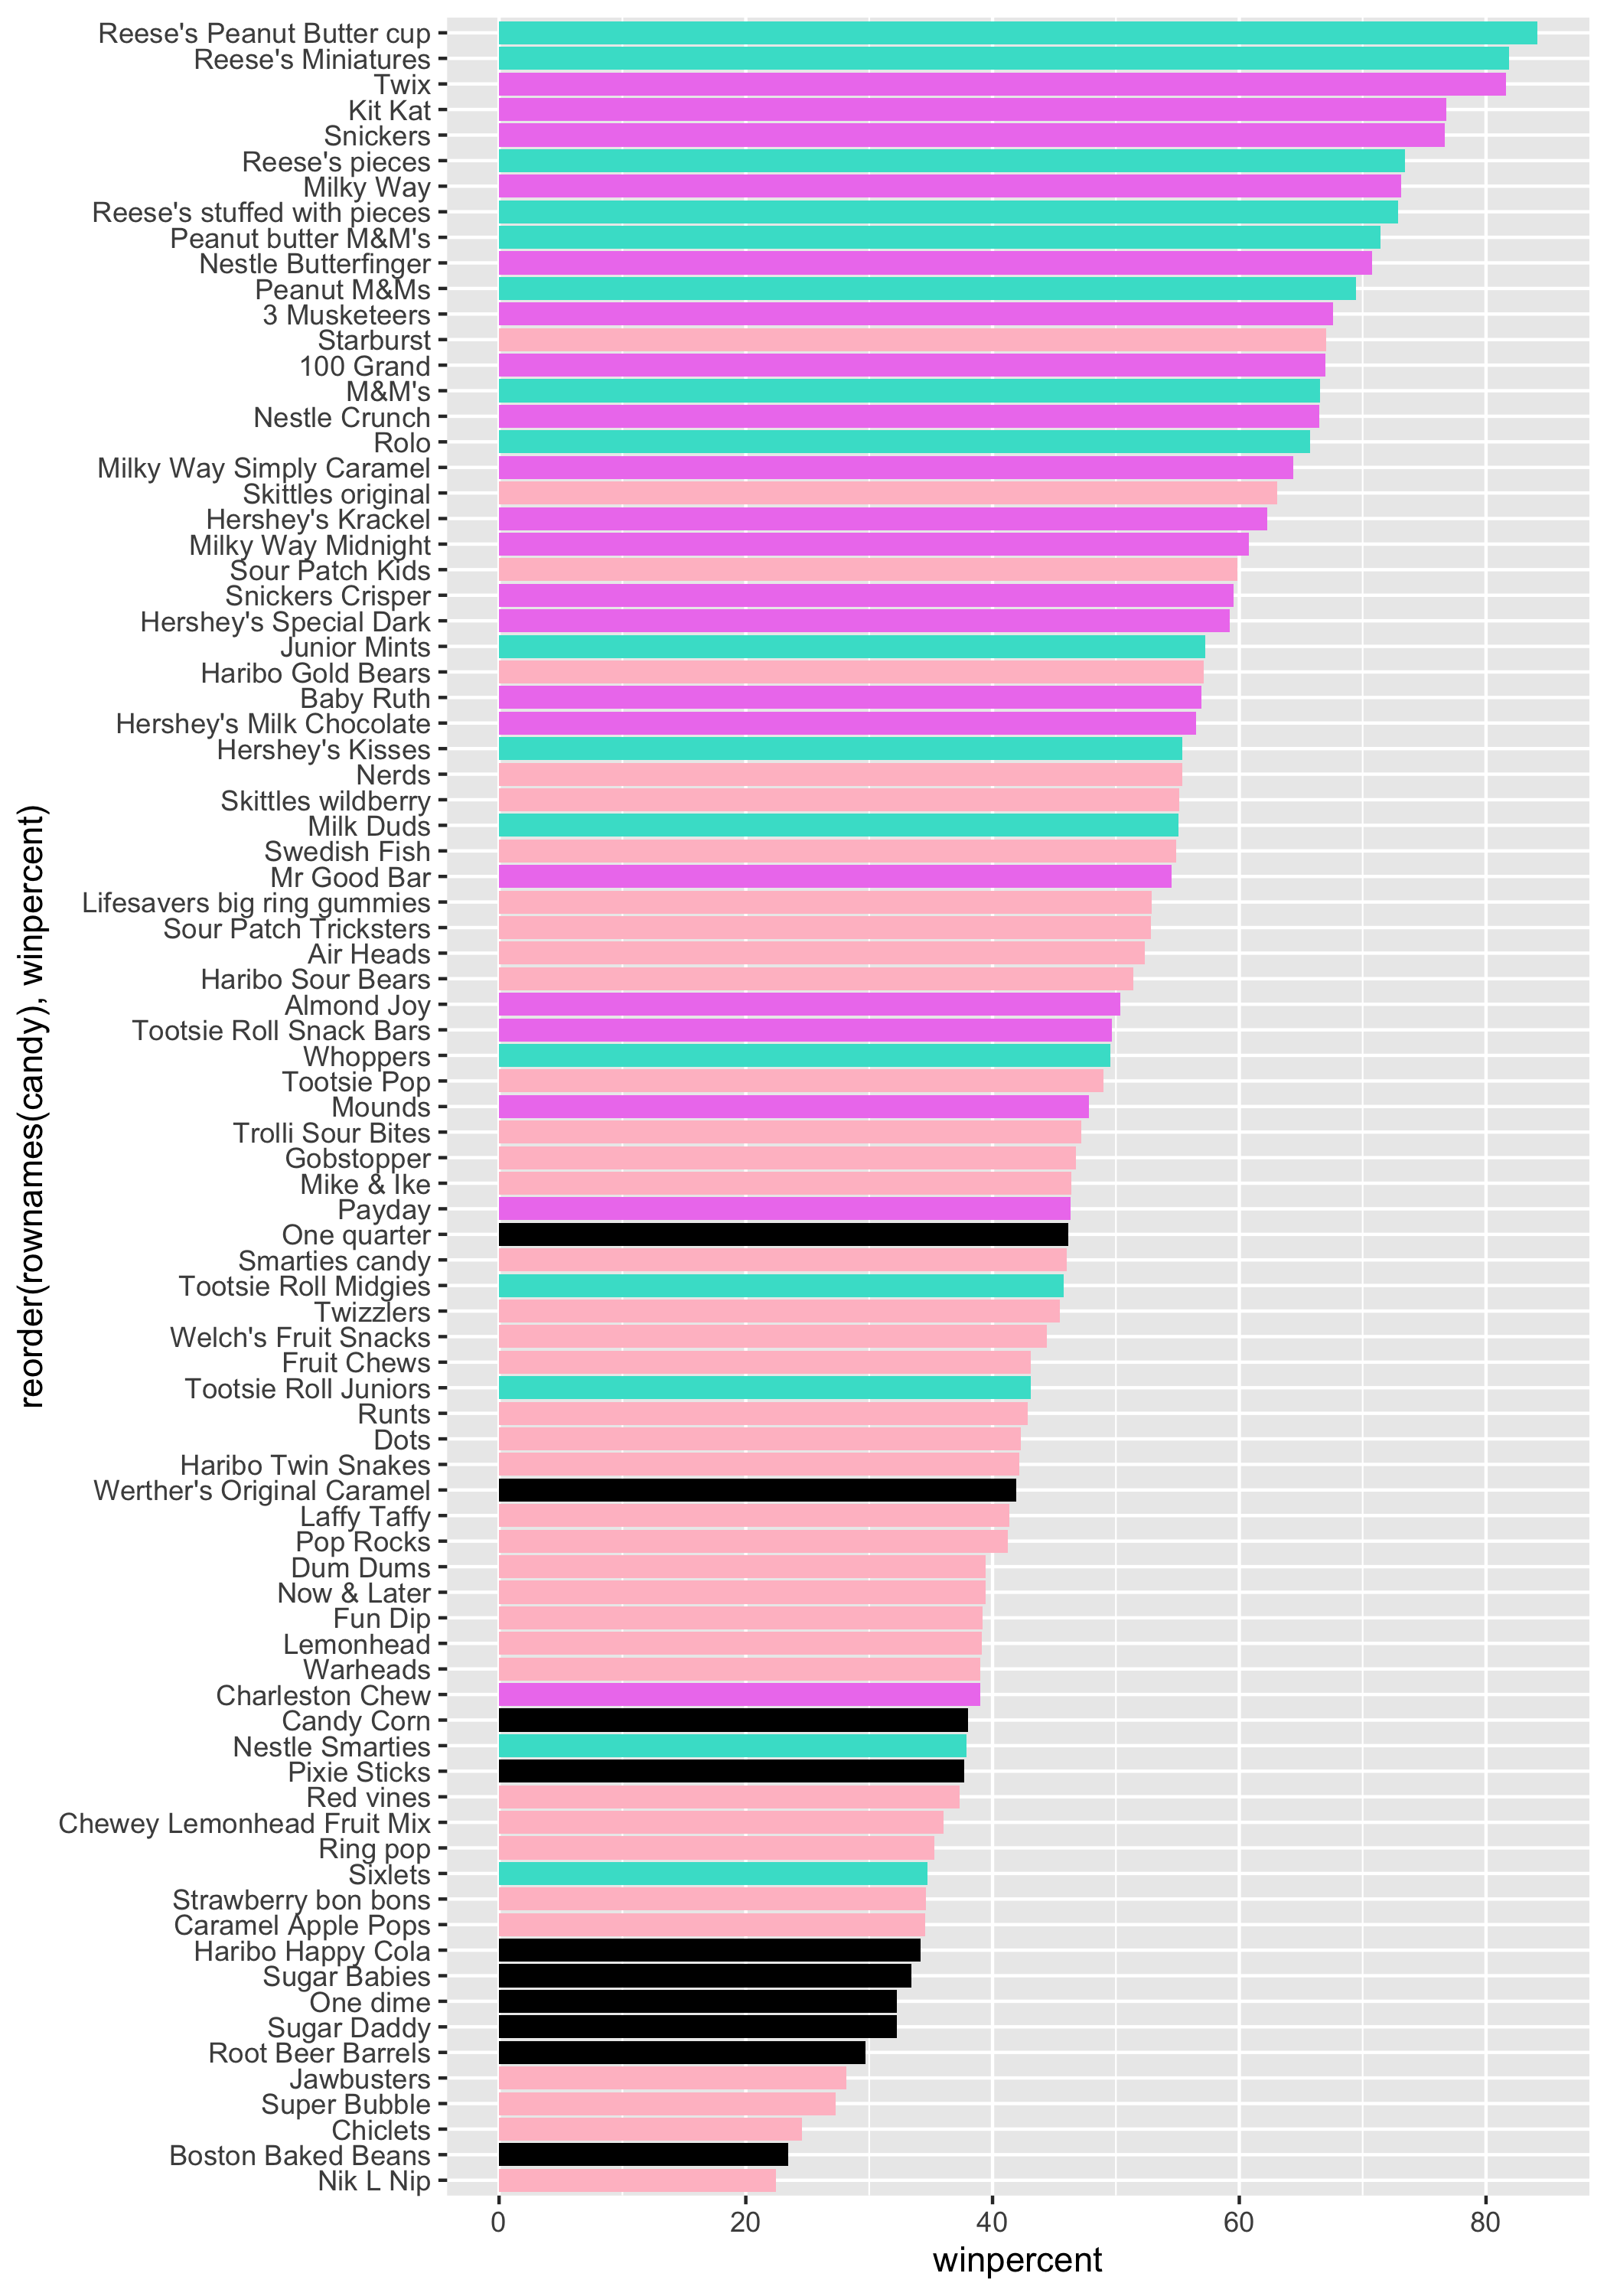 Reese's Peanut Butter cup
Reese's Miniatures
Twix
Kit Kat
Snickers
Reese's pieces
Milky Way
Reese's stuffed with pieces
Peanut butter M&M's
Nestle Butterfinger
Peanut M&Ms
3 Musketeers
Starburst
100 Grand
M&M's
Nestle Crunch
Rolo
Milky Way Simply Caramel
Skittles original
Hershey's Krackel
Milky Way Midnight
Sour Patch Kids
Snickers Crisper
Hershey's Special Dark
Junior Mints
Haribo Gold Bears
Baby Ruth
Hershey's Milk Chocolate
Hershey's Kisses
Nerds
Skittles wildberry
Milk Duds
Swedish Fish
Mr Good Bar
Lifesavers big ring gummies
Sour Patch Tricksters
Air Heads
Haribo Sour Bears
Almond Joy
Tootsie Roll Snack Bars
Whoppers
Tootsie Pop
Mounds
Trolli Sour Bites
Gobstopper
Mike & Ike
Payday
One quarter
Smarties candy
Tootsie Roll Midgies
Twizzlers
Welch's Fruit Snacks
Fruit Chews
Tootsie Roll Juniors
Runts
Dots
Haribo Twin Snakes
Werther's Original Caramel
Laffy Taffy
Pop Rocks
Dum Dums
Now & Later
Fun Dip
Lemonhead
Warheads
Charleston Chew
Candy Corn
Nestle Smarties
Pixie Sticks
Red vines
Chewey Lemonhead Fruit Mix
Ring pop
Sixlets
Strawberry bon bons
Caramel Apple Pops
Haribo Happy Cola
Sugar Babies
One dime
Sugar Daddy
Root Beer Barrels
Jawbusters
Super Bubble
Chiclets
Boston Baked Beans
Nik L Nip
reorder(rownames(candy), winpercent)
0 20 40 60 80
winpercent